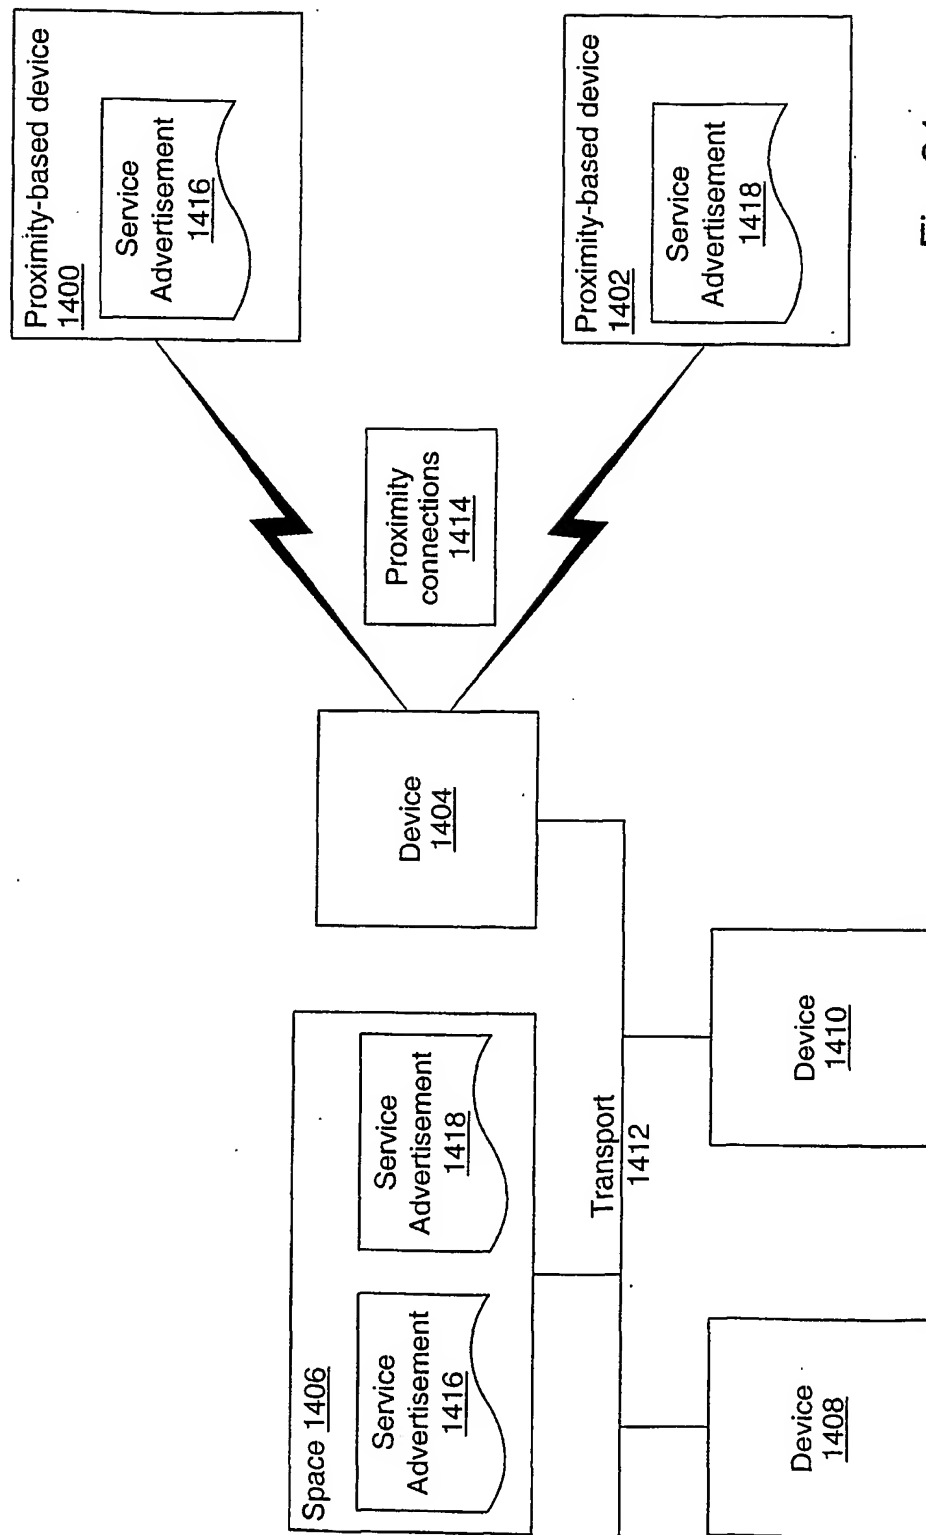 Proximity-based device
1400
Service
Advertisement
1416
Space 1406
Service
Advertisement
1416
Service
Advertisement
1418
Device
1404
Proximity
connections
1414
Proximity-based device
1402
Service
Advertisement
1418
Transport
1412
Device
1408
Device
1410